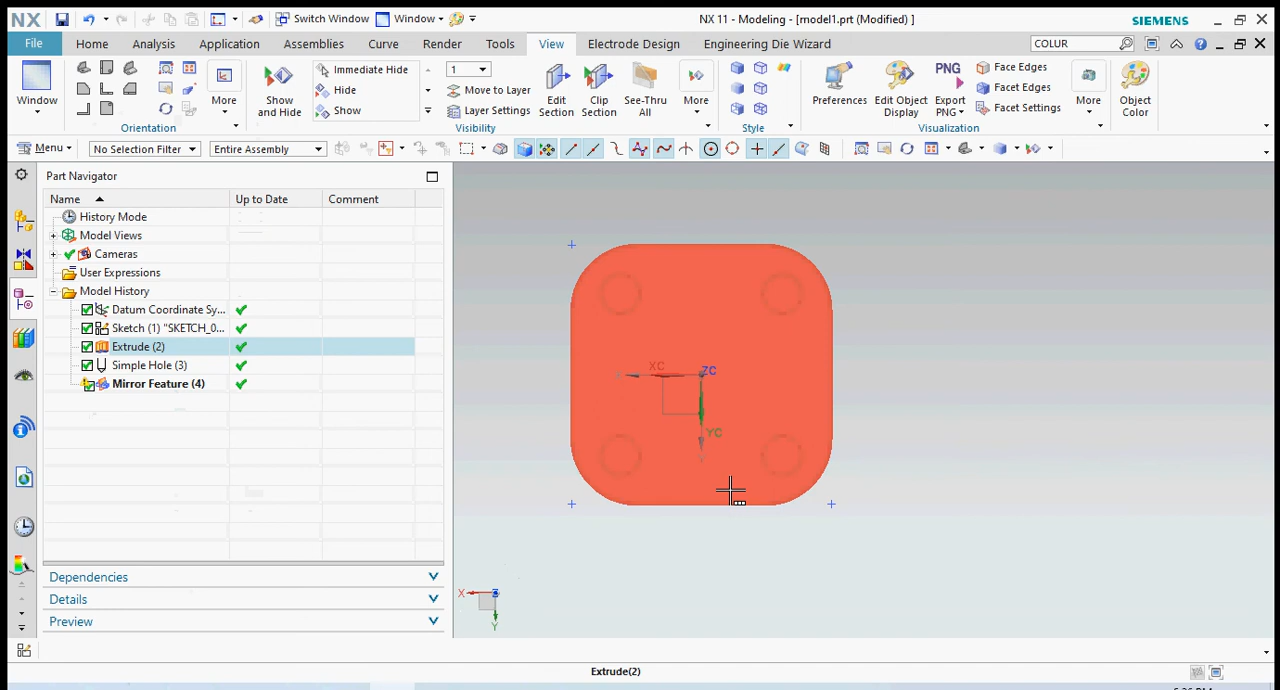 NX Switch Window Window NX 11 - Modeling - [model1.prt (Modified) ] SIEMENS
File Home Analysis Application Assemblies Curve Render Tools View Electrode Design Engineering Die Wizard COLUR
Window
More
Orientation
Show and Hide
Immediate Hide
Hide
Show
1
Move to Layer
Layer Settings
Edit Section
Clip Section
See-Thru All
More
Visibility
Style
Preferences
Edit Object Display
PNG
Export PNG
Face Edges
Face Edges
Face Settings
More
Visualization
Object Color
Menu No Selection Filter Entire Assembly
Part Navigator
Name Up to Date Comment
History Mode
Model Views
Cameras
User Expressions
Model History
Datum Coordinate Sy...
Sketch (1) "SKETCH_0...
Extrude (2)
Simple Hole (3)
Mirror Feature (4)
Dependencies
Details
Preview
XC ZC
YC
X
Y
Extrude(2)